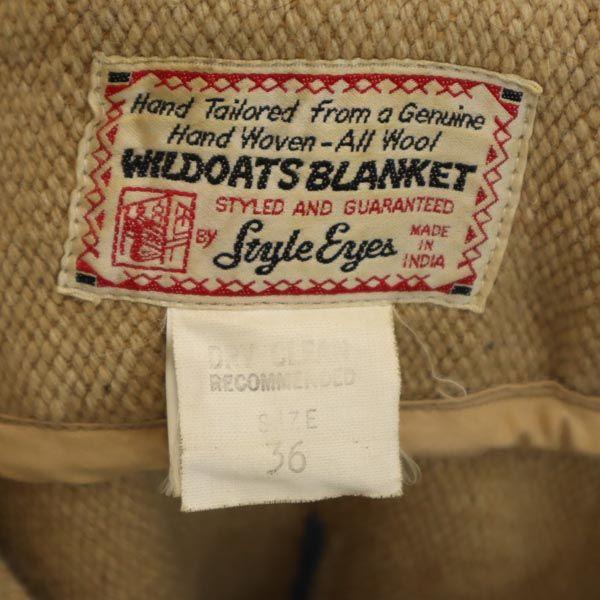 Hand Tailored from a Genuine
Hand Woven - All Wool
WILDOATS BLANKET
STYLED AND GUARANTEED
BY Style Eyes MADE
IN
INDIA
DRY CLEAN
RECOMMENDED
SIZE
36